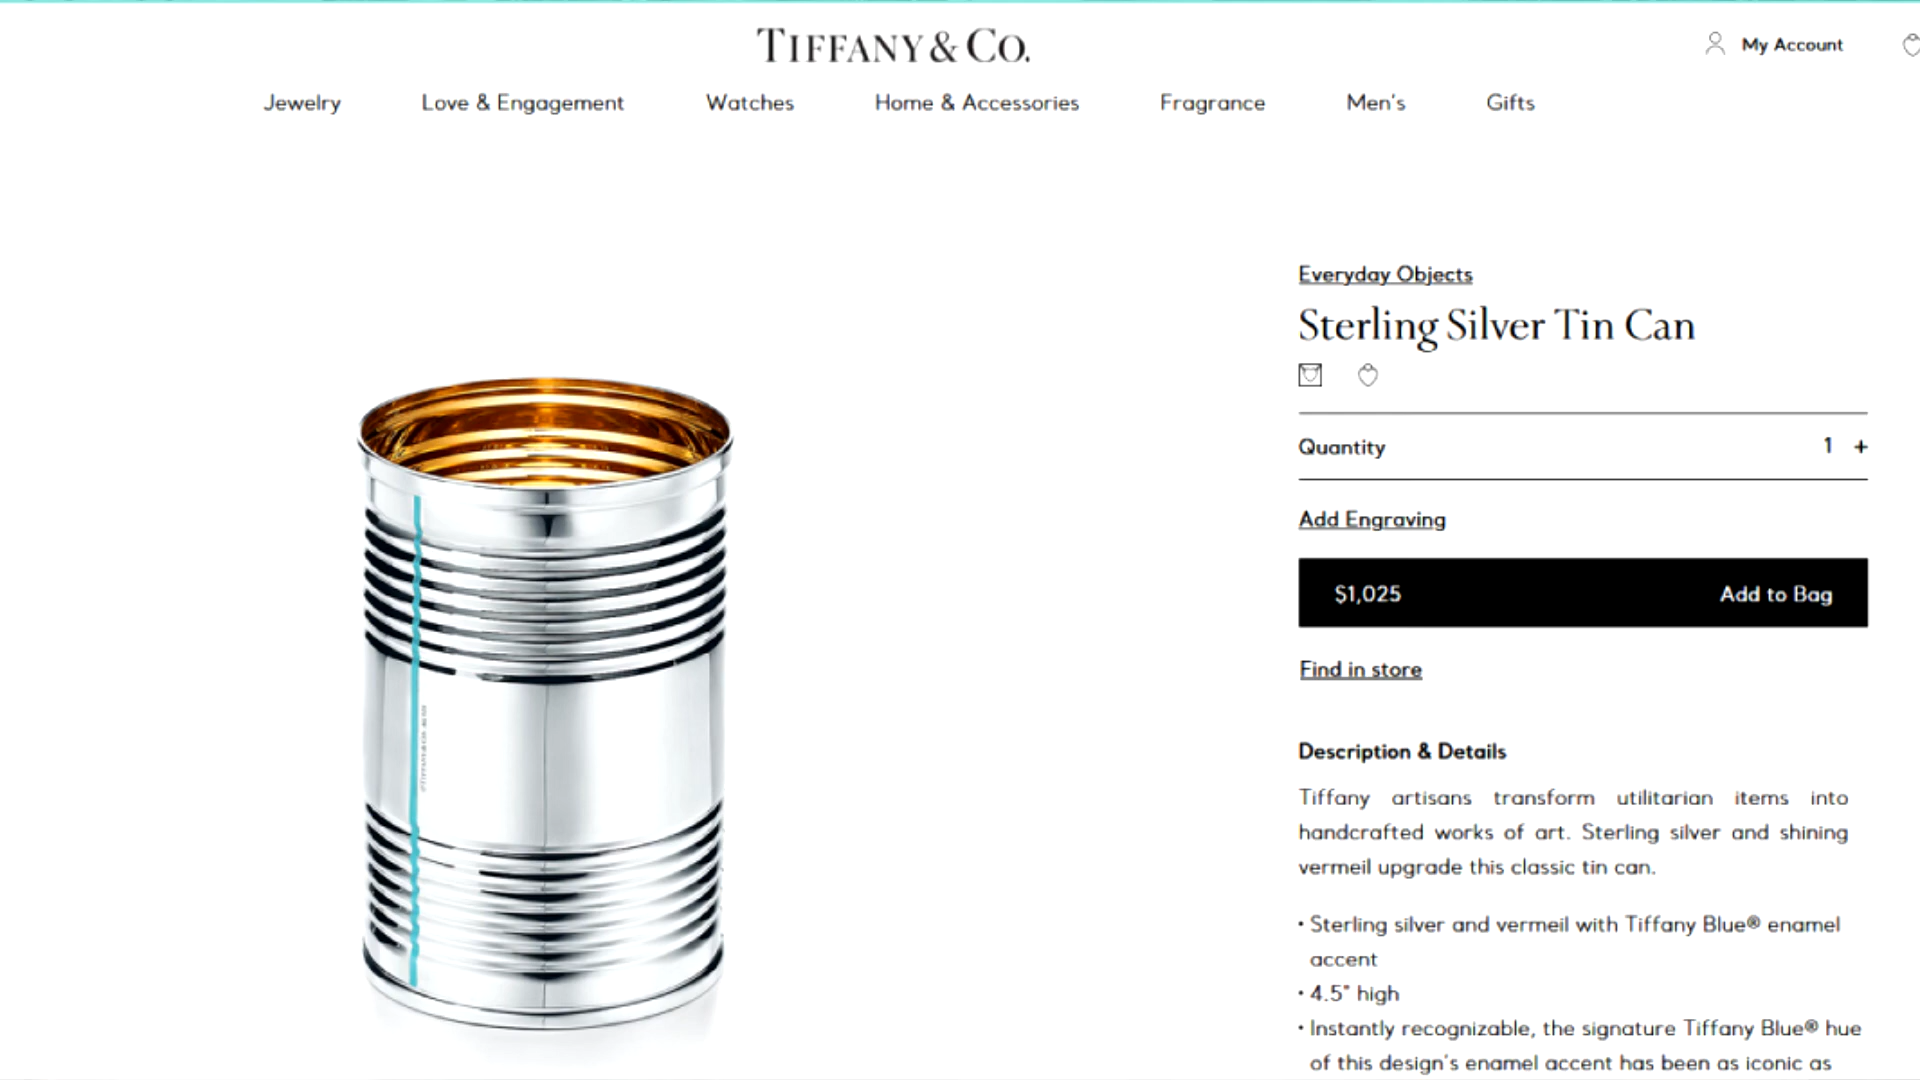 TIFFANY & CO.
My Account
Jewelry Love & Engagement Watches Home & Accessories Fragrance Men's Gifts
Everyday Objects
Sterling Silver Tin Can
Quantity 1 +
Add Engraving
$1,025 Add to Bag
Find in store
Description & Details
Tiffany artisans transform utilitarian items into
handcrafted works of art. Sterling silver and shining
vermeil upgrade this classic tin can.
• Sterling silver and vermeil with Tiffany Blue® enamel
accent
• 4.5" high
• Instantly recognizable, the signature Tiffany Blue® hue
of this design's enamel accent has been as iconic as